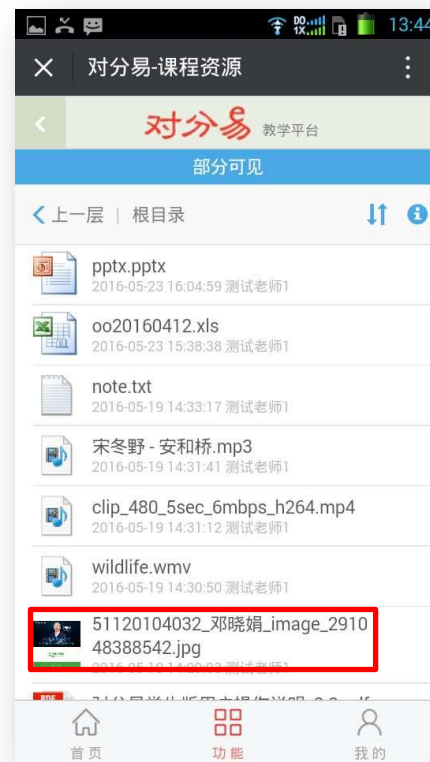 13:44
对分易-课程资源
对分易 教学平台
部分可见
上一层 | 根目录
pptx.pptx
2016-05-23 16:04:59 测试老师1
oo20160412.xls
2016-05-23 15:38:38 测试老师1
note.txt
2016-05-19 14:33:17 测试老师1
宋冬野 - 安和桥.mp3
2016-05-19 14:31:41 测试老师1
clip_480_5sec_6mbps_h264.mp4
2016-05-19 14:31:12 测试老师1
wildlife.wmv
2016-05-19 14:30:50 测试老师1
51120104032_邓晓娟_image_2910
48388542.jpg
首页 功能 我的